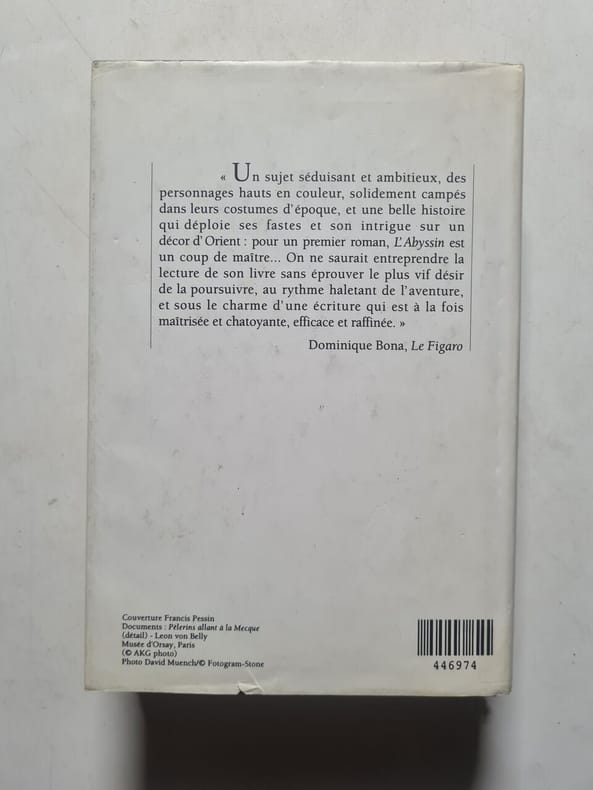 « Un sujet séduisant et ambitieux, des
personnages hauts en couleur, solidement campés
dans leurs costumes d'époque, et une belle histoire
qui déploie ses fastes et son intrigue sur un
décor d'Orient : pour un premier roman, L'Abyssin est
un coup de maître... On ne saurait entreprendre la
lecture de son livre sans éprouver le plus vif désir
de la poursuivre, au rythme haletant de l'aventure,
et sous le charme d'une écriture qui est à la fois
maîtrisée et chatoyante, efficace et raffinée. »
Dominique Bona, Le Figaro
Couverture Francis Pessin
Documents : Pèlerins allant à la Mecque
(détail) - Leon von Belly
Musée d'Orsay, Paris
(© AKG photo)
Photo David Muench/© Fotogram-Stone
446974